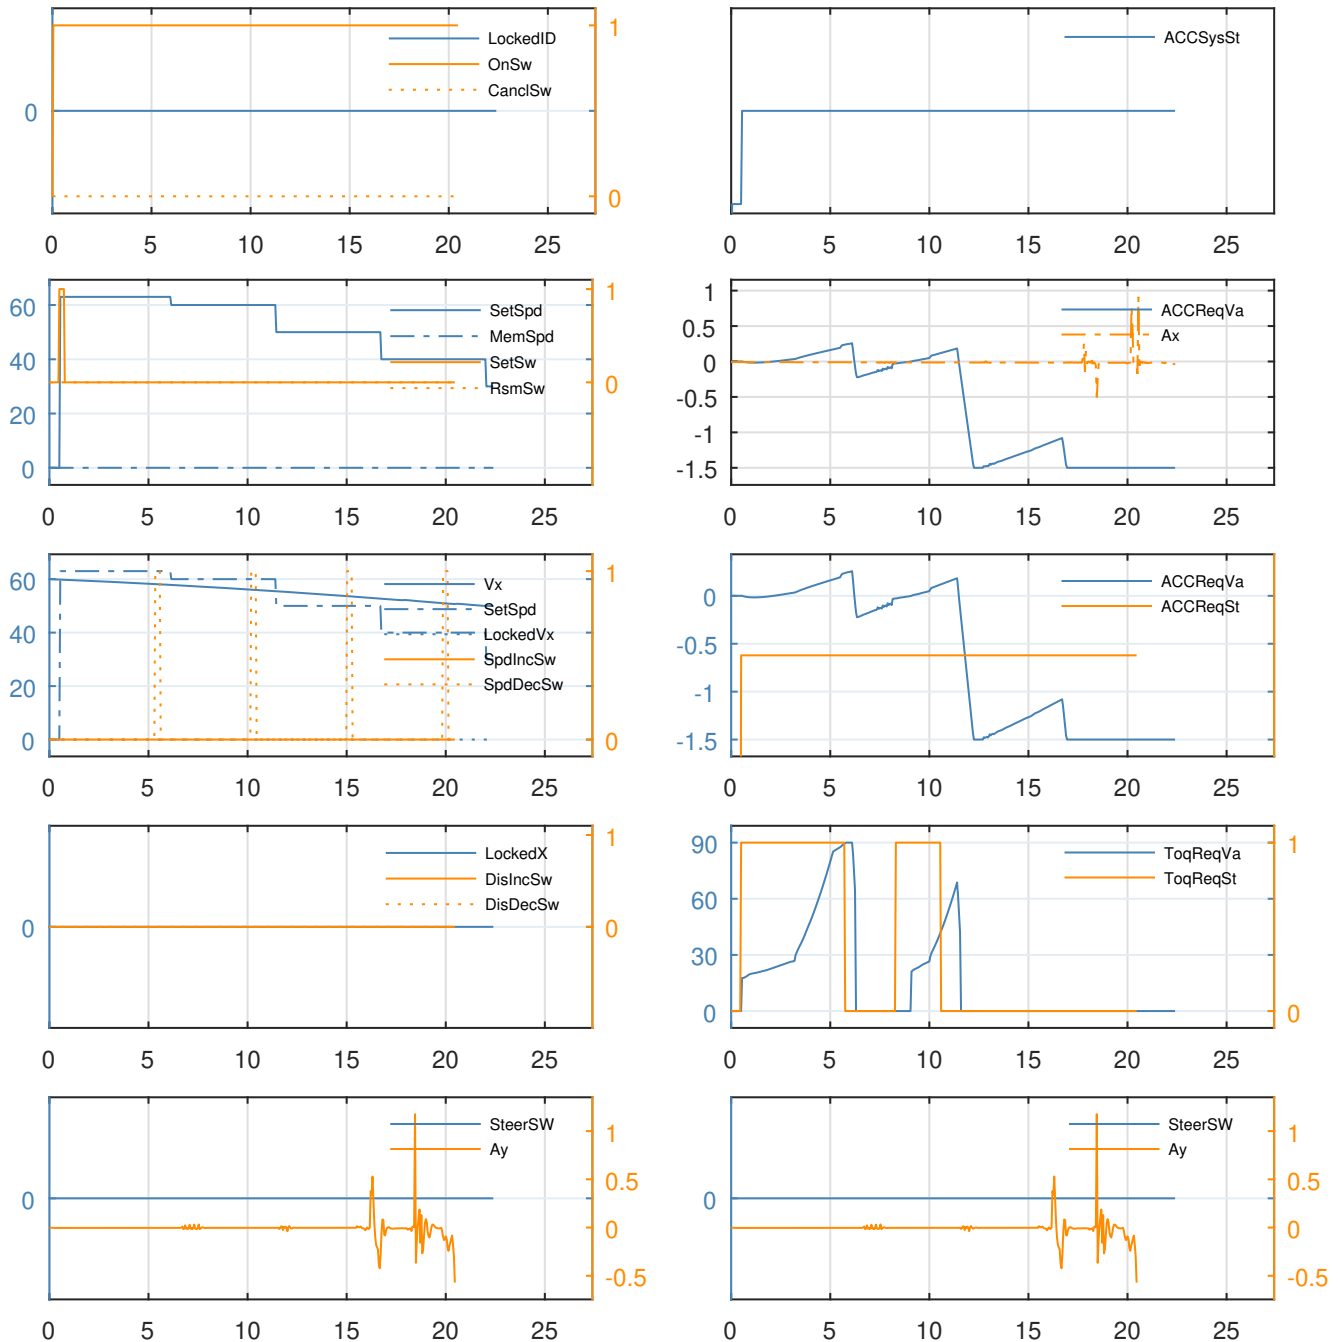 1
LockedID
OnSw
CanclSw
0
0
0 5 10 15 20 25
ACCSysSt
0 5 10 15 20 25
60
40
20
0
SetSpd
MemSpd
SetSw
RsmSw
1
0
0 5 10 15 20 25
1
0.5
0
-0.5
-1
-1.5
ACCReqVa
Ax
0 5 10 15 20 25
60
40
20
0
Vx
SetSpd
LockedVx
SpdIncSw
SpdDecSw
1
0
0 5 10 15 20 25
0
-0.5
-1
-1.5
ACCReqVa
ACCReqSt
0 5 10 15 20 25
0
LockedX
DisIncSw
DisDecSw
1
0
0 5 10 15 20 25
90
60
30
0
ToqReqVa
ToqReqSt
1
0
0 5 10 15 20 25
0
SteerSW
Ay
1
0.5
0
-0.5
0 5 10 15 20 25
0
SteerSW
Ay
1
0.5
0
-0.5
0 5 10 15 20 25